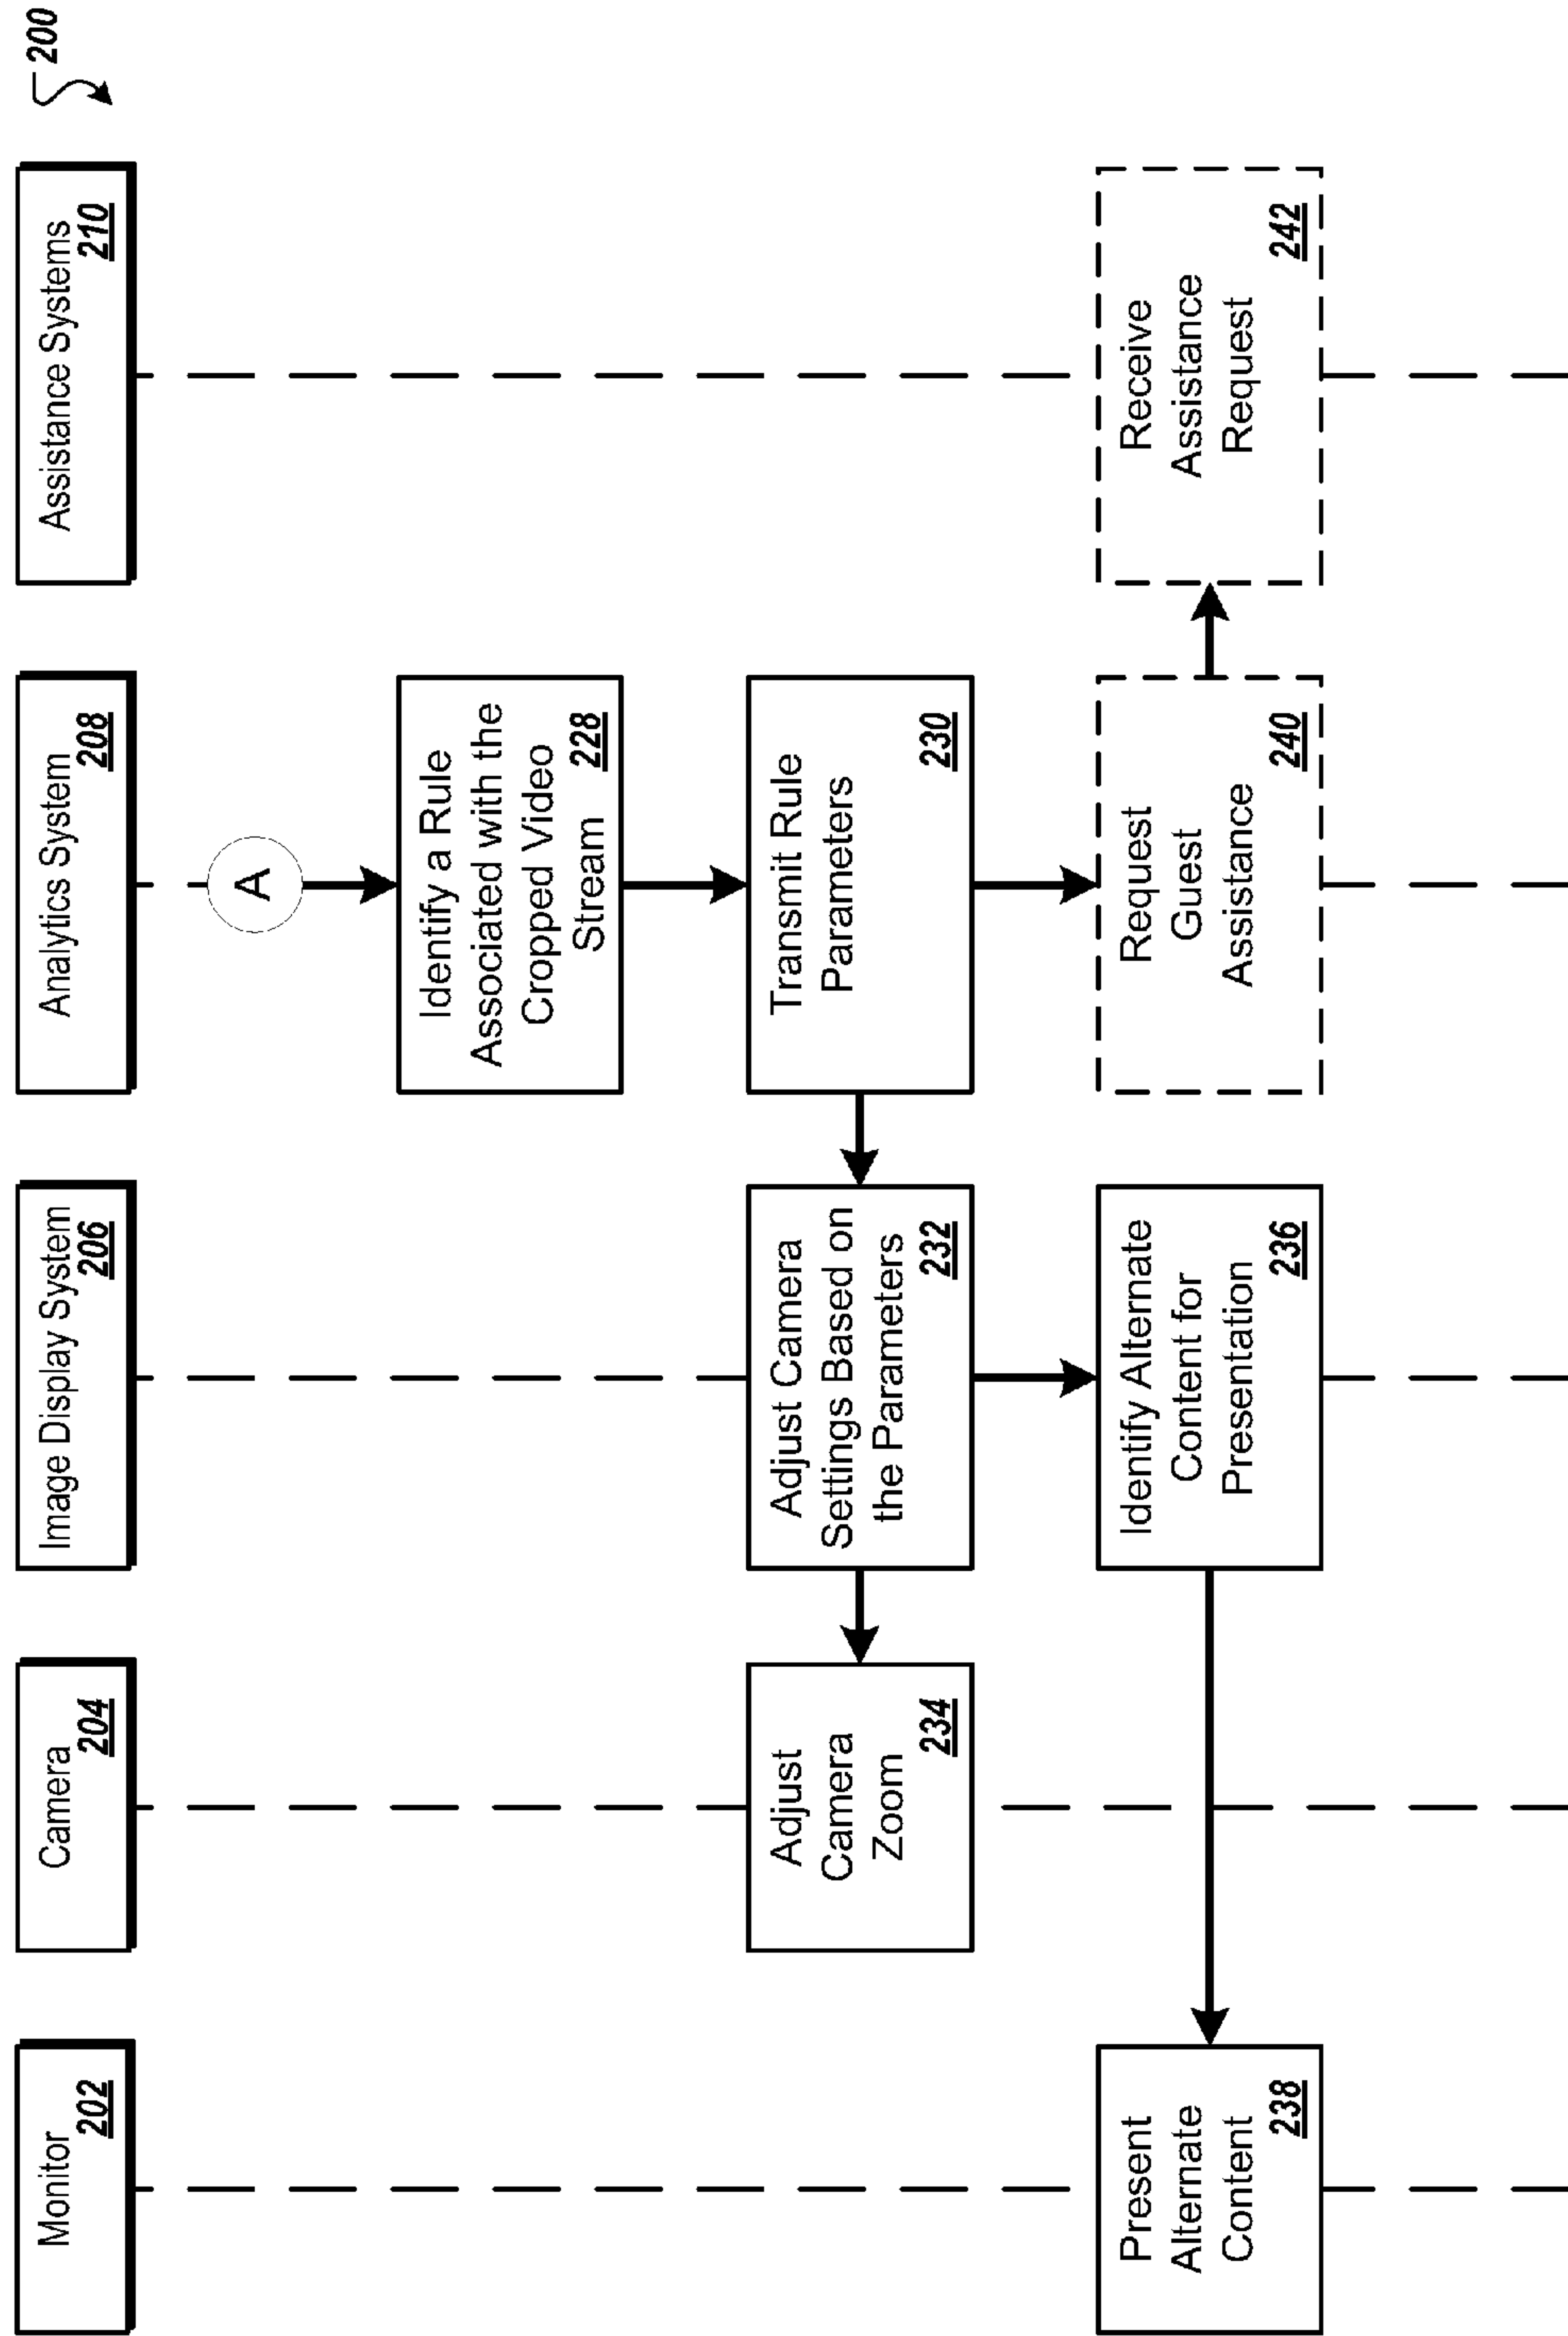 200
Monitor
202
Camera
204
Image Display System
206
Analytics System
208
Assistance Systems
210
A
Identify a Rule
Associated with the
Cropped Video
Stream
228
Adjust
Camera
Zoom
234
Adjust Camera
Settings Based on
the Parameters
232
Transmit Rule
Parameters
230
Present
Alternate
Content
238
Identify Alternate
Content for
Presentation
236
Request
Guest
Assistance
240
Receive
Assistance
Request
242